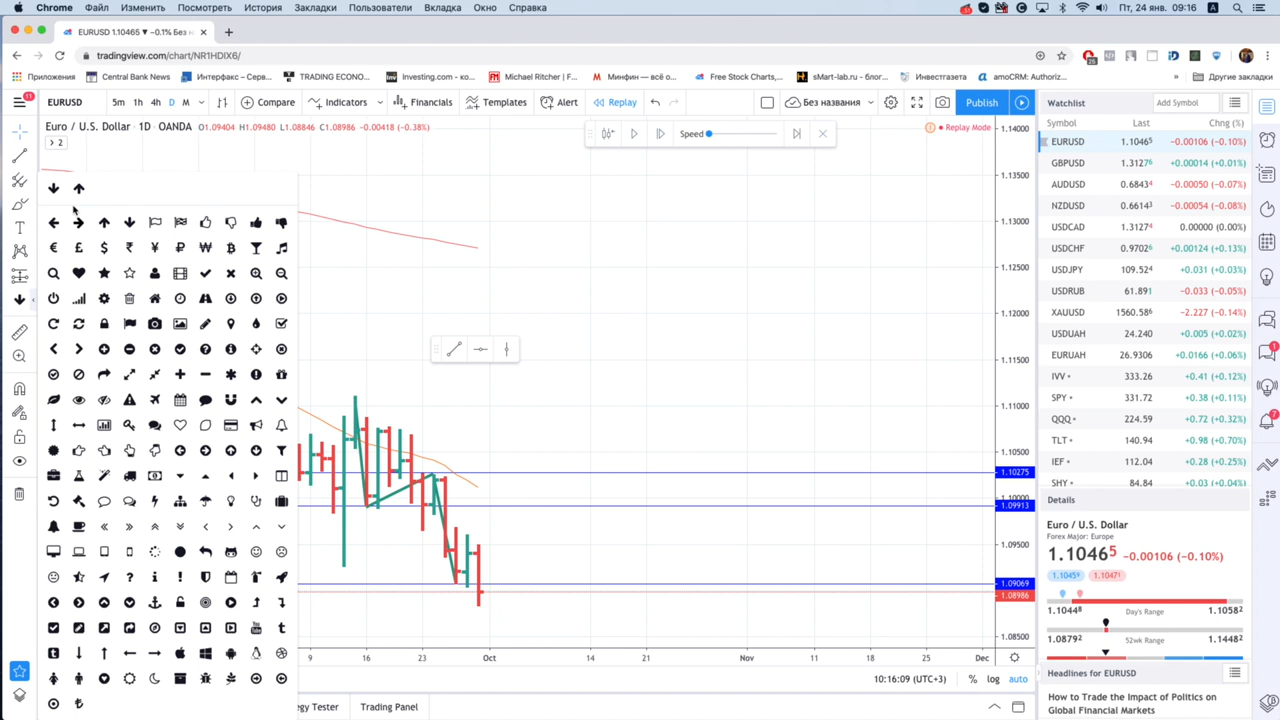 Chrome Файл Изменить Посмотреть История Закладки Пользователи Вкладка Окно Справка
11 Пт, 24 янв. 09:16 A
EURUSD 1.10465 ▼ −0.1% Без н
tradingview.com/chart/NR1HDIX6/
Приложения Central Bank News Интерфакс – Серв... TRADING ECONO... Investing.com - ко... Michael Ritcher | F... Минфин — всё о... Free Stock Charts,... sMart-lab.ru - блог... Инвестгазета amoCRM: Authoriz... » Другие закладки
11 EURUSD 5m 1h 4h D M Compare Indicators Financials Templates Alert Replay Без названия Publish
Euro / U.S. Dollar · 1D · OANDA O1.09404 H1.09480 L1.08846 C1.08986 −0.00418 (−0.38%)
> 2
Speed
Replay Mode
1.14000
1.13500
1.13000
1.12500
1.12000
1.11500
1.11000
1.10500
1.10275
1.10000
1.09913
1.09500
1.09069
1.08986
1.08500
9 16 23 Oct 14 21 Nov 11 18 25 Dec
10:16:09 (UTC+3) % log auto
gy Tester Trading Panel
Watchlist Add Symbol
Symbol Last Chng (%)
EURUSD 1.1046⁵ −0.00106 (−0.10%)
GBPUSD 1.3127⁶ +0.00014 (+0.01%)
AUDUSD 0.6843⁴ −0.00050 (−0.07%)
NZDUSD 0.6614³ −0.00054 (−0.08%)
USDCAD 1.3127⁴ 0.00000 (0.00%)
USDCHF 0.9702⁶ +0.00124 (+0.13%)
USDJPY 109.52⁴ +0.031 (+0.03%)
USDRUB 61.89¹ −0.033 (−0.05%)
XAUUSD 1560.58⁶ −2.227 (−0.14%)
USDUAH 24.240 +0.005 (+0.02%)
EURUAH 26.9306 +0.0166 (+0.06%)
IVV 333.26 +0.41 (+0.12%)
SPY 331.72 +0.38 (+0.11%)
QQQ 224.59 +0.72 (+0.32%)
TLT 140.94 +0.98 (+0.70%)
IEF 112.04 +0.28 (+0.25%)
SHY 84.84 +0.03 (+0.04%)
Details
Euro / U.S. Dollar
Forex Major: Europe
1.1046⁵ −0.00106 (−0.10%)
1.1045⁹ 1.1047¹
1.1044⁸ Day's Range 1.1058²
1.0879² 52wk Range 1.1448²
Headlines for EURUSD
How to Trade the Impact of Politics on
Global Financial Markets